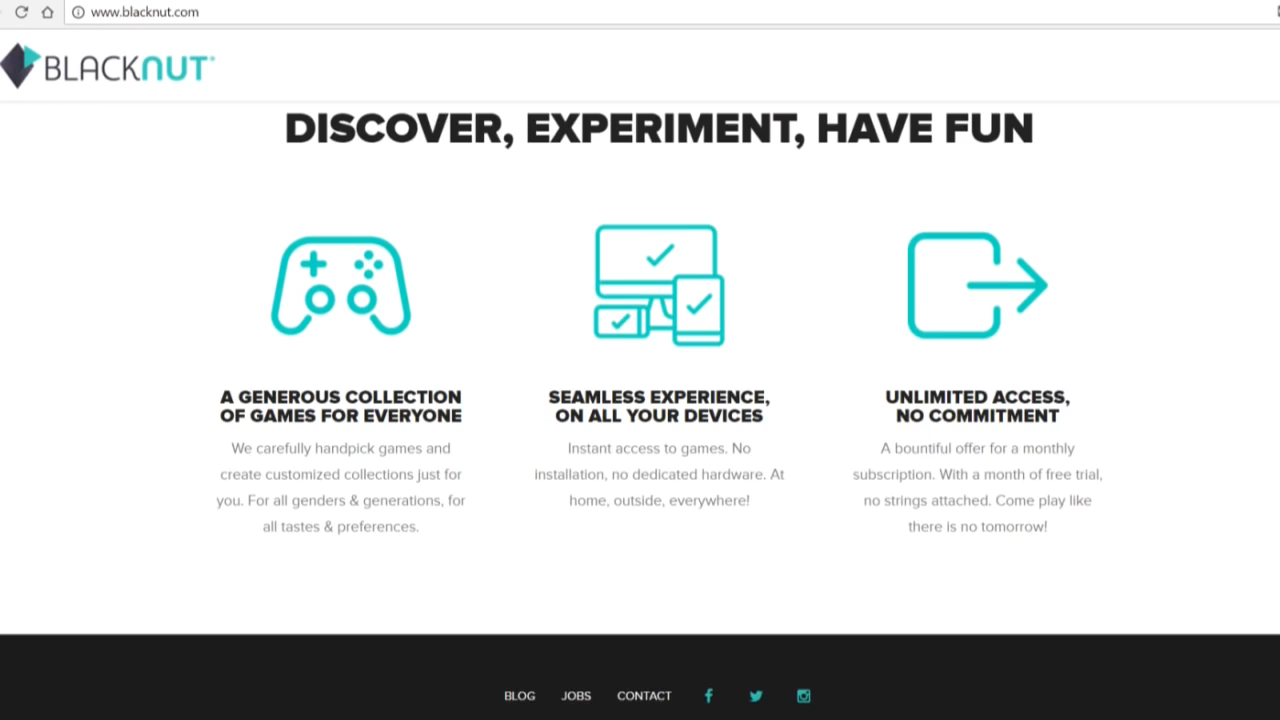 www.blacknut.com
BLACKNUT
DISCOVER, EXPERIMENT, HAVE FUN
A GENEROUS COLLECTION
OF GAMES FOR EVERYONE
We carefully handpick games and
create customized collections just for
you. For all genders & generations, for
all tastes & preferences.
SEAMLESS EXPERIENCE,
ON ALL YOUR DEVICES
Instant access to games. No
installation, no dedicated hardware. At
home, outside, everywhere!
UNLIMITED ACCESS,
NO COMMITMENT
A bountiful offer for a monthly
subscription. With a month of free trial,
no strings attached. Come play like
there is no tomorrow!
BLOG JOBS CONTACT